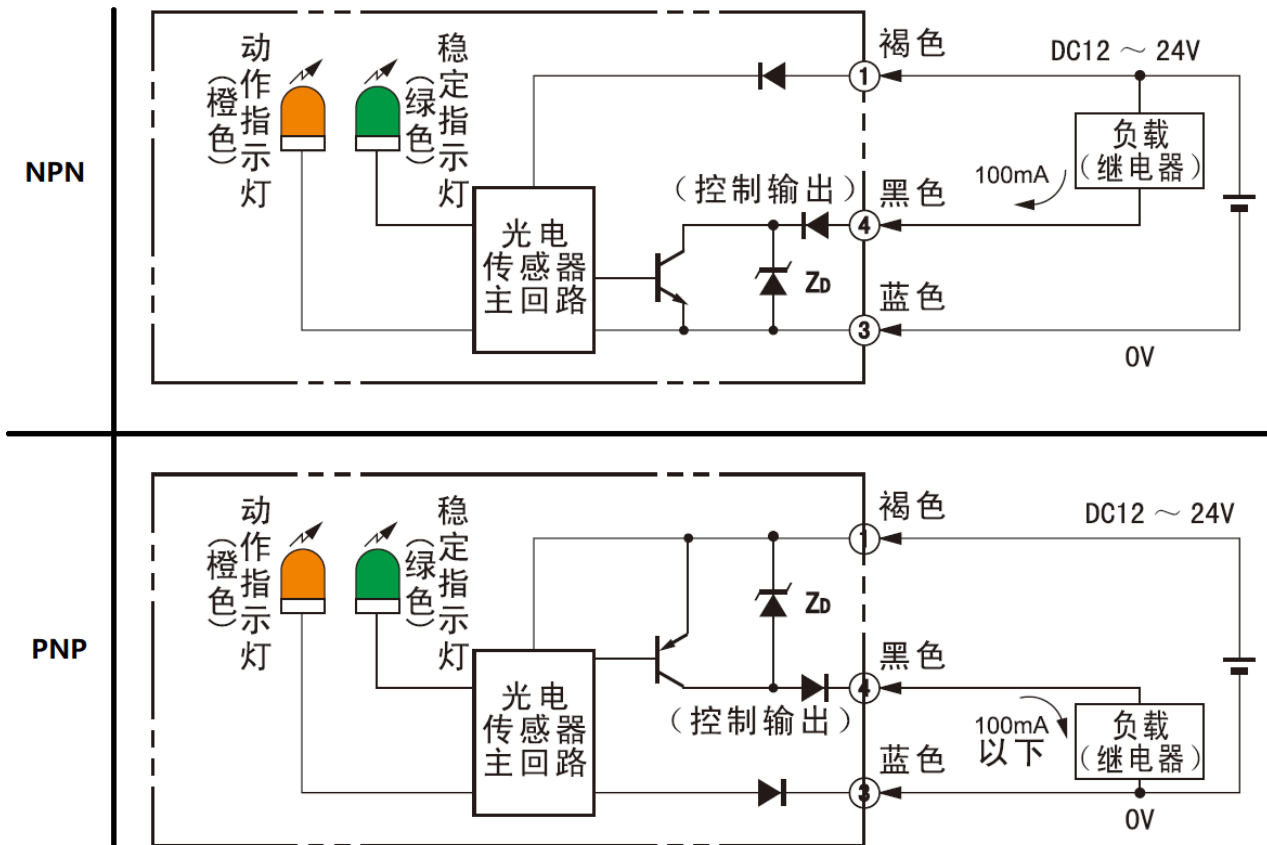 NPN
动作指示灯
(橙色)
稳定指示灯
(绿色)
褐色
DC12 ~ 24V
①
负载
(继电器)
100mA
(控制输出)
黑色
④
光电
传感器
主回路
ZD
蓝色
③
0V
PNP
动作指示灯
(橙色)
稳定指示灯
(绿色)
褐色
DC12 ~ 24V
①
ZD
黑色
④
光电
传感器
主回路
(控制输出)
100mA
以下
负载
(继电器)
蓝色
③
0V